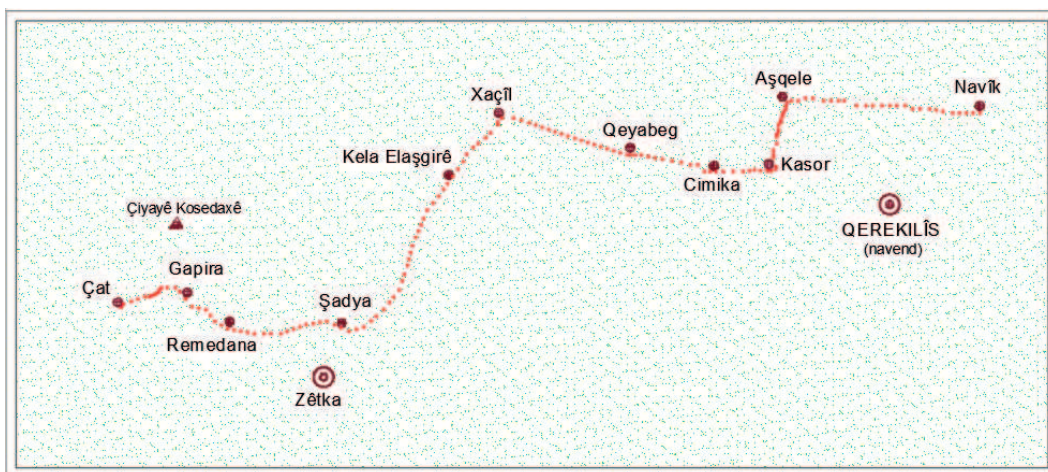 Aşqele
Navîk
Xaçîl
Qeyabeg
Kela Elaşgirê
Cimika
Kasor
Çiyayê Kosedaxê
QEREKILÎS
(navend)
Gapira
Çat
Şadya
Remedana
Zêtka